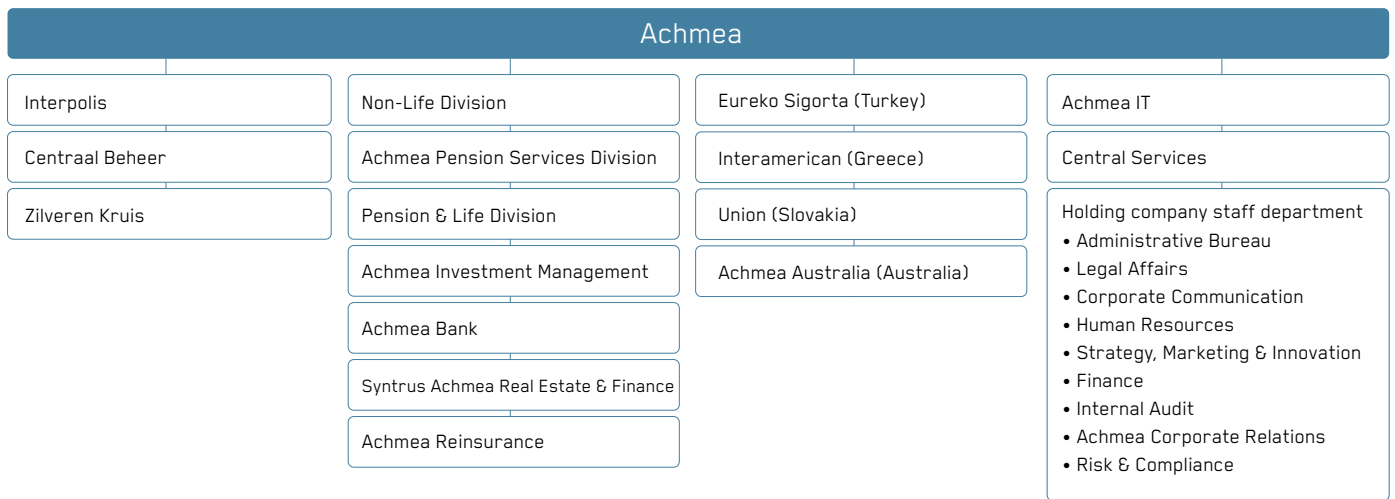 Achmea
Interpolis
Centraal Beheer
Zilveren Kruis
Non-Life Division
Achmea Pension Services Division
Pension & Life Division
Achmea Investment Management
Achmea Bank
Syntrus Achmea Real Estate & Finance
Achmea Reinsurance
Eureko Sigorta (Turkey)
Interamerican (Greece)
Union (Slovakia)
Achmea Australia (Australia)
Achmea IT
Central Services
Holding company staff department
• Administrative Bureau
• Legal Affairs
• Corporate Communication
• Human Resources
• Strategy, Marketing & Innovation
• Finance
• Internal Audit
• Achmea Corporate Relations
• Risk & Compliance